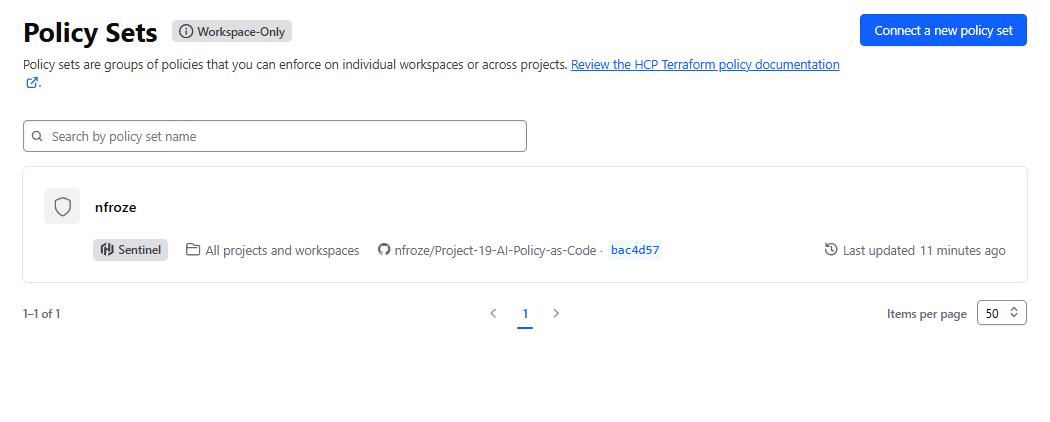 Policy Sets
Workspace-Only
Connect a new policy set
Policy sets are groups of policies that you can enforce on individual workspaces or across projects. Review the HCP Terraform policy documentation
.
Search by policy set name
nfroze
Sentinel
All projects and workspaces
nfroze/Project-19-AI-Policy-as-Code · bac4d57
Last updated 11 minutes ago
1–1 of 1
1
Items per page
50